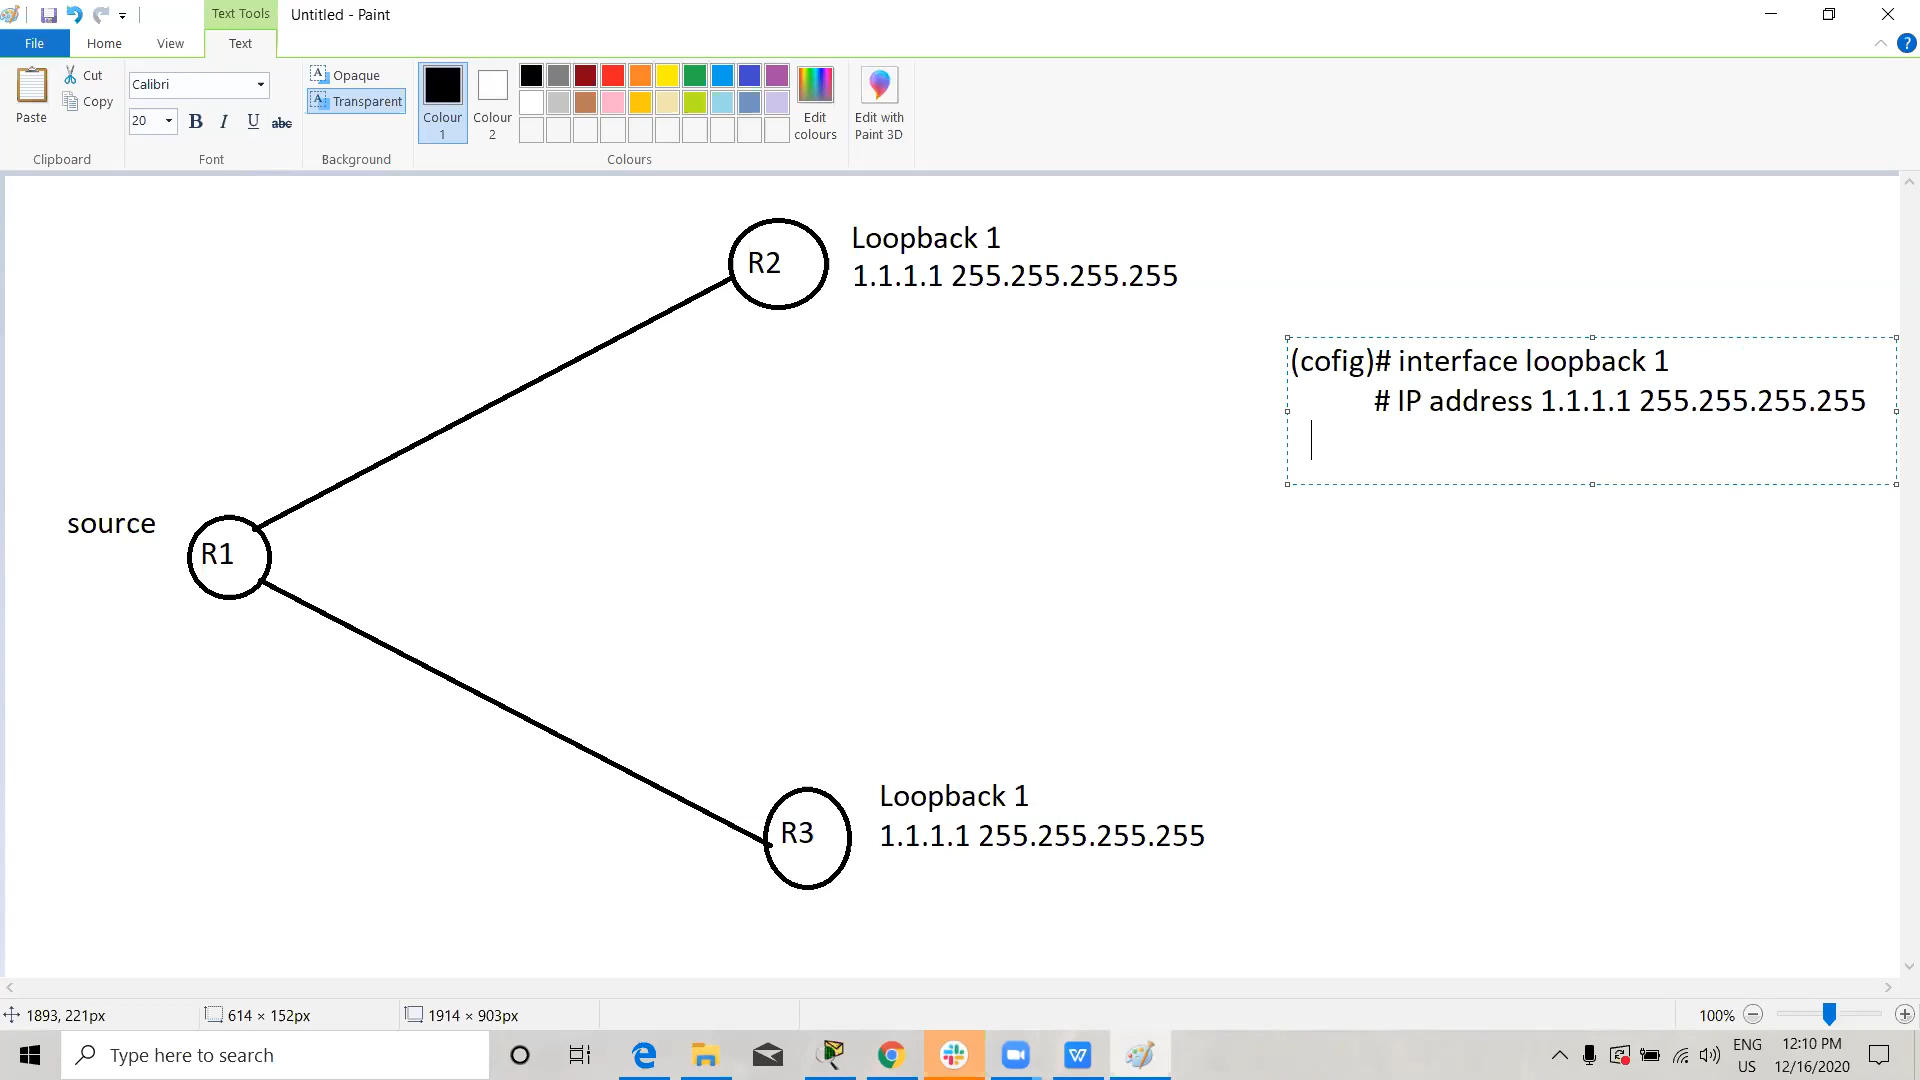 Text Tools
Untitled - Paint
File
Home
View
Text
Paste
Cut
Copy
Clipboard
Calibri
20
B
I
U
abc
Font
A Opaque
A Transparent
Background
Colour 1
Colour 2
Colours
Edit colours
Edit with Paint 3D
?
R2
Loopback 1
1.1.1.1 255.255.255.255
(cofig)# interface loopback 1
# IP address 1.1.1.1 255.255.255.255
source
R1
R3
Loopback 1
1.1.1.1 255.255.255.255
1893, 221px
614 × 152px
1914 × 903px
100%
Type here to search
W
ENG
US
12:10 PM
12/16/2020